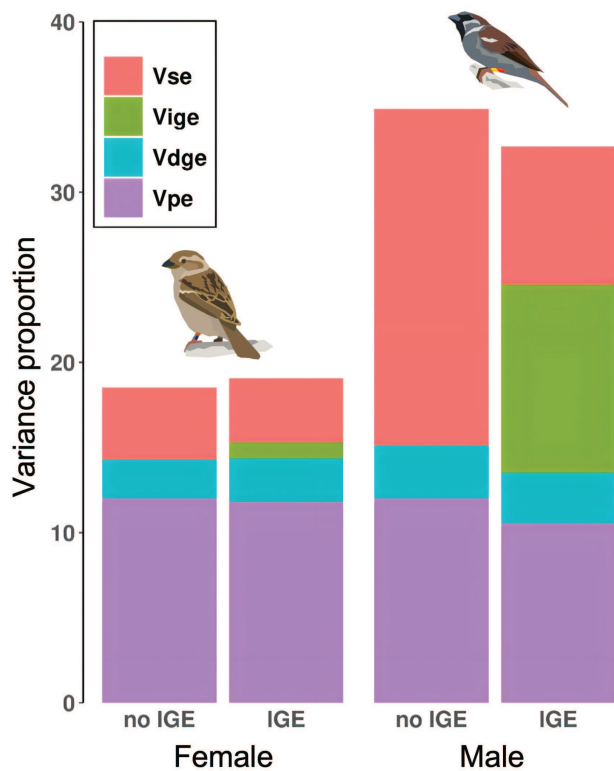 40
30
20
10
0
Variance proportion
Vse
Vige
Vdge
Vpe
no IGE IGE no IGE IGE
Female Male